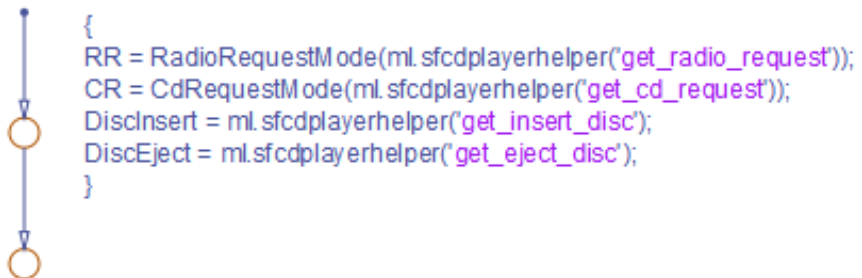 {
RR = RadioRequestMode(ml.sfcdplayerhelper('get_radio_request'));
CR = CdRequestMode(ml.sfcdplayerhelper('get_cd_request'));
DiscInsert = ml.sfcdplayerhelper('get_insert_disc');
DiscEject = ml.sfcdplayerhelper('get_eject_disc');
}